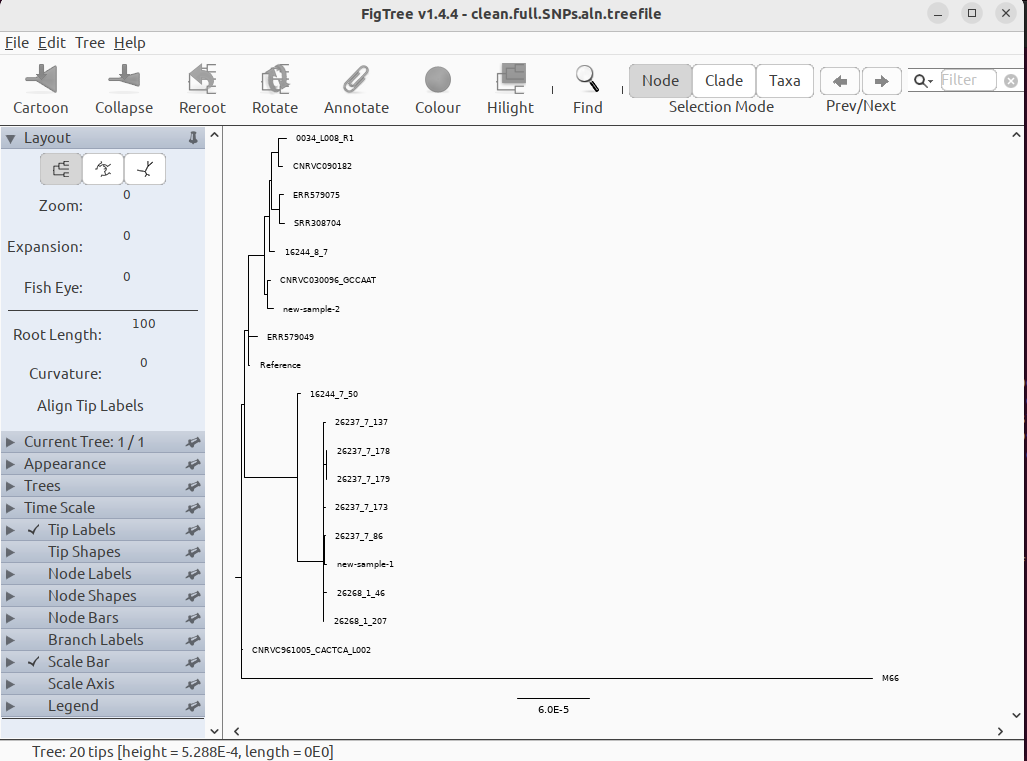 FigTree v1.4.4 - clean.full.SNPs.aln.treefile
File Edit Tree Help
Cartoon Collapse Reroot Rotate Annotate Colour Hilight Find
Node Clade Taxa
Selection Mode
Prev/Next
Filter
Layout
Zoom: 0
Expansion: 0
Fish Eye: 0
Root Length: 100
Curvature: 0
Align Tip Labels
Current Tree: 1 / 1
Appearance
Trees
Time Scale
Tip Labels
Tip Shapes
Node Labels
Node Shapes
Node Bars
Branch Labels
Scale Bar
Scale Axis
Legend
0034_L008_R1
CNRVC090182
ERR579075
SRR308704
16244_8_7
CNRVC030096_GCCAAT
new-sample-2
ERR579049
Reference
16244_7_50
26237_7_137
26237_7_178
26237_7_179
26237_7_173
26237_7_86
new-sample-1
26268_1_46
26268_1_207
CNRVC961005_CACTCA_L002
M66
6.0E-5
Tree: 20 tips [height = 5.288E-4, length = 0E0]